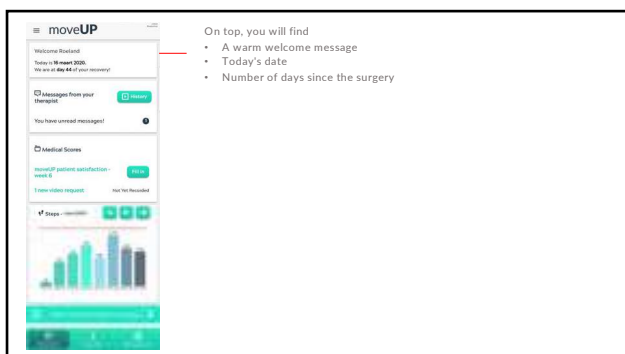 moveUP
On top, you will find
• A warm welcome message
• Today's date
• Number of days since the surgery
Welcome Roeland
Today is 16 maart 2020.
We are at day 44 of your recovery!
Messages from your therapist
History
You have unread messages!
Medical Scores
moveUP patient satisfaction -
week 6
Fill in
1 new video request
Not Yet Recorded
Steps -